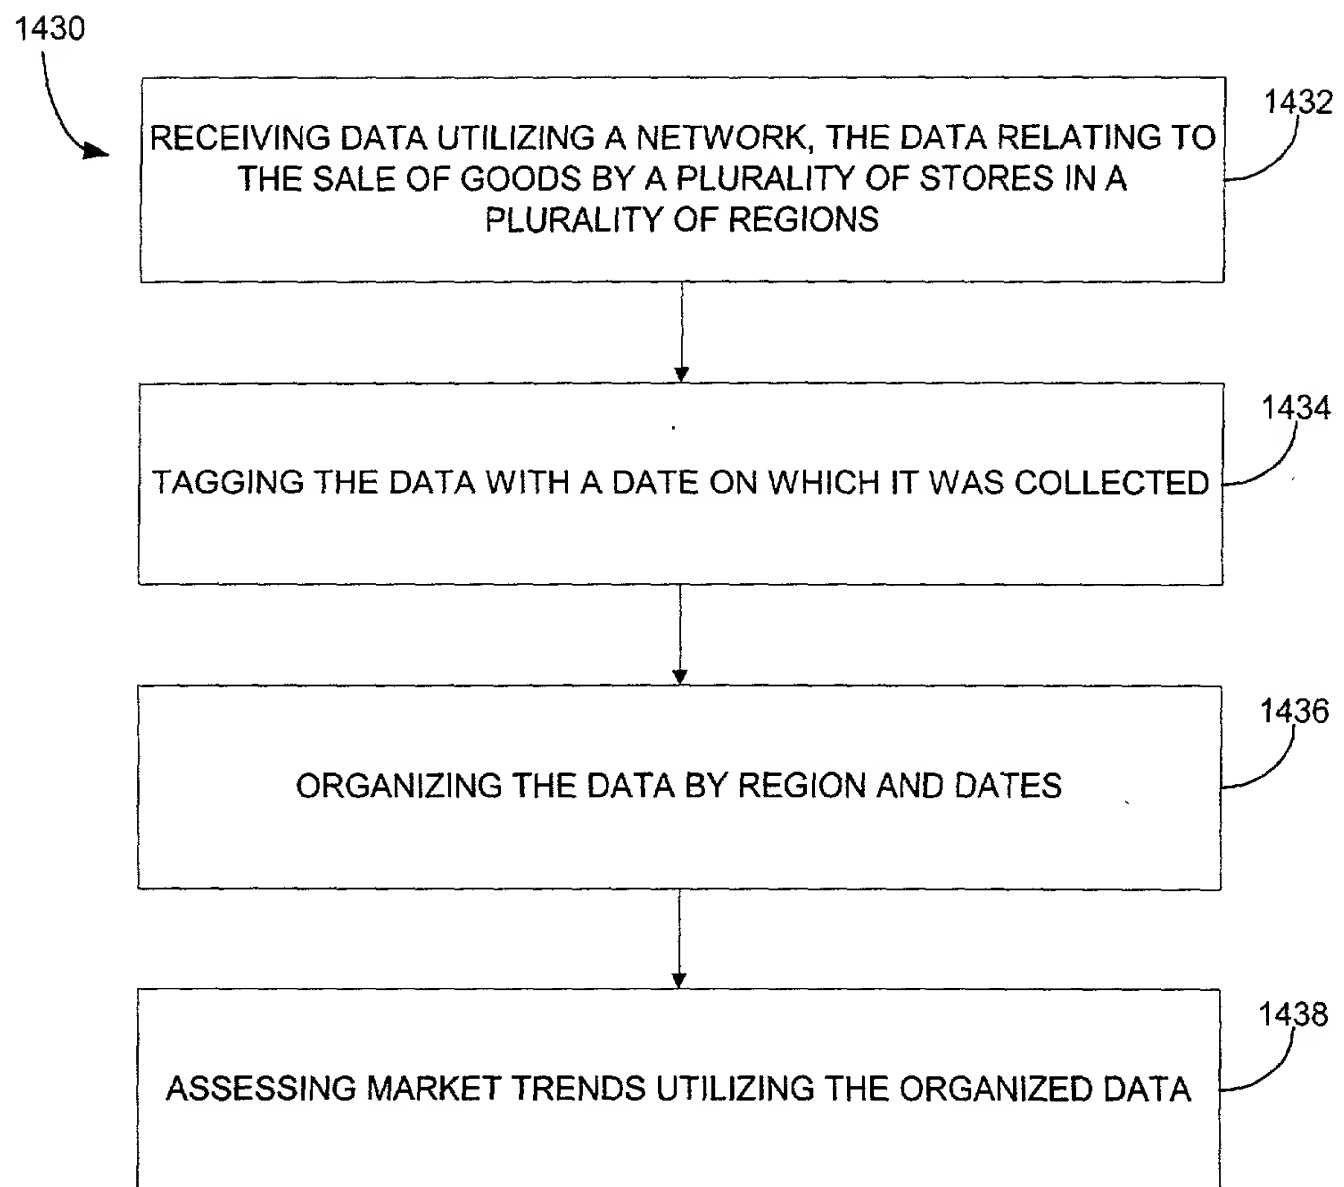 1430
1432
RECEIVING DATA UTILIZING A NETWORK, THE DATA RELATING TO
THE SALE OF GOODS BY A PLURALITY OF STORES IN A
PLURALITY OF REGIONS
1434
TAGGING THE DATA WITH A DATE ON WHICH IT WAS COLLECTED
1436
ORGANIZING THE DATA BY REGION AND DATES
1438
ASSESSING MARKET TRENDS UTILIZING THE ORGANIZED DATA